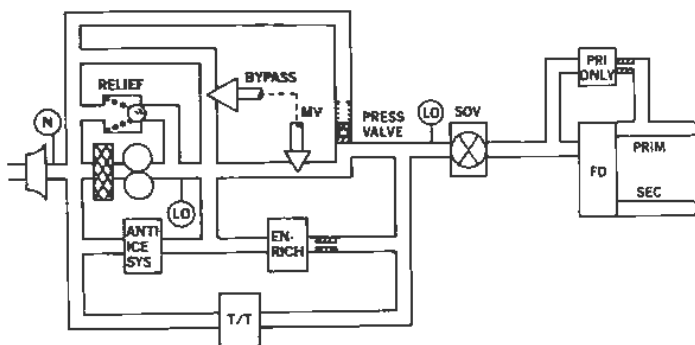 RELIEF
BYPASS
MV
N
LO
PRESS
VALVE
LO
SOV
PRI
ONLY
PRIM
FD
SEC
ANTI
ICE
SYS
EN-
RICH
T/T